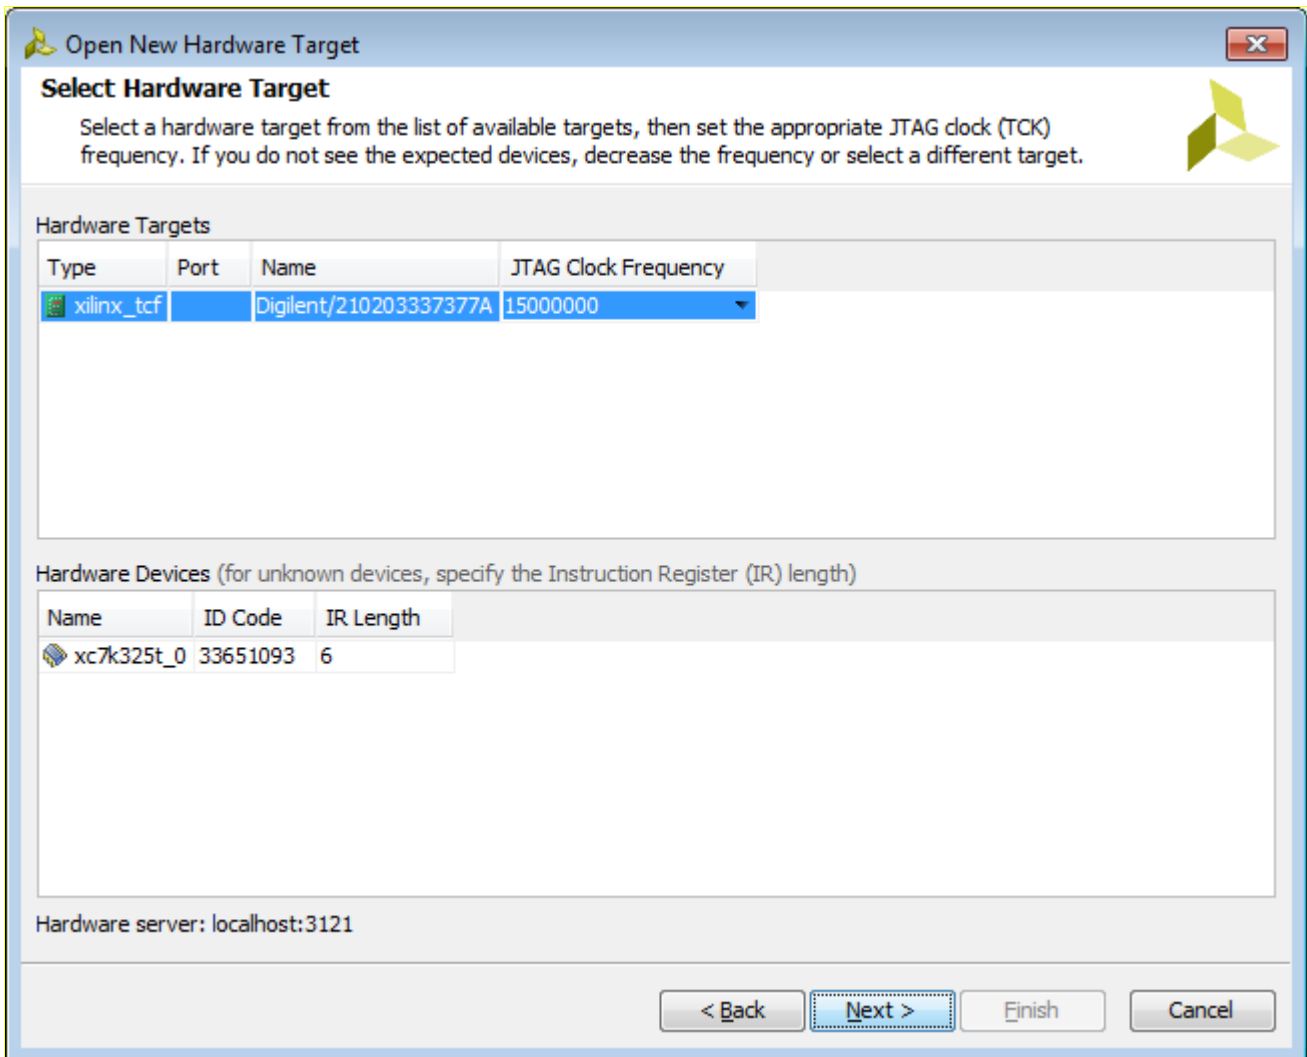 Open New Hardware Target
Select Hardware Target
Select a hardware target from the list of available targets, then set the appropriate JTAG clock (TCK)
frequency. If you do not see the expected devices, decrease the frequency or select a different target.
Hardware Targets
Type Port Name JTAG Clock Frequency
xilinx_tcf Digilent/210203337377A 15000000
Hardware Devices (for unknown devices, specify the Instruction Register (IR) length)
Name ID Code IR Length
xc7k325t_0 33651093 6
Hardware server: localhost:3121
< Back Next > Finish Cancel